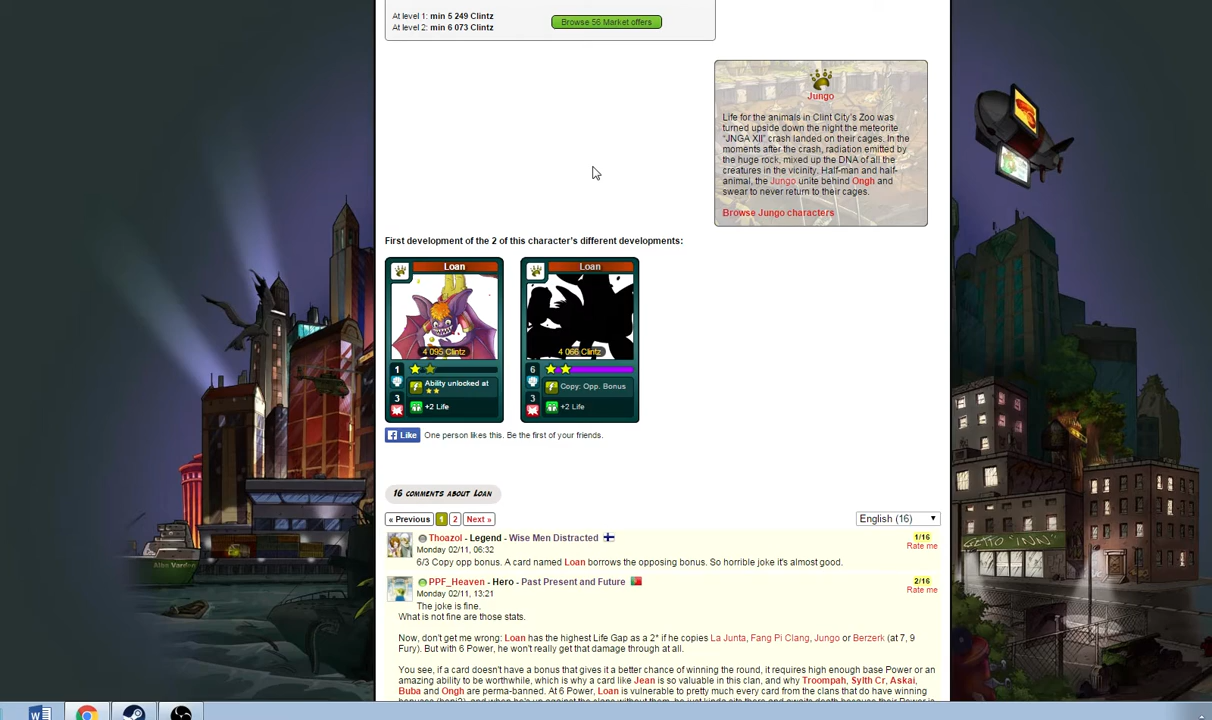 At level 1: min 5 249 Clintz
At level 2: min 6 073 Clintz
Browse 56 Market offers
Jungo
Life for the animals in Clint City's Zoo was
turned upside down the night the meteorite
"JNGA XII" crash landed on their cages. In the
moments after the crash, radiation emitted by
the huge rock, mixed up the DNA of all the
creatures in the vicinity. Half-man and half-
animal, the Jungo unite behind Ongh and
swear to never return to their cages.
Browse Jungo characters
First development of the 2 of this character's different developments:
Loan
4 095 Clintz
1
Ability unlocked at
3
+2 Life
Loan
4 066 Clintz
6
Copy: Opp. Bonus
3
+2 Life
Like
One person likes this. Be the first of your friends.
16 comments about Loan
« Previous 1 2 Next »
English (16)
Thoazol - Legend - Wise Men Distracted
1/16
Monday 02/11, 06:32
Rate me
6/3 Copy opp bonus. A card named Loan borrows the opposing bonus. So horrible joke it's almost good.
PPF_Heaven - Hero - Past Present and Future
2/16
Monday 02/11, 13:21
Rate me
The joke is fine.
What is not fine are those stats.
Now, don't get me wrong: Loan has the highest Life Gap as a 2* if he copies La Junta, Fang Pi Clang, Jungo or Berzerk (at 7, 9
Fury). But with 6 Power, he won't really get that damage through at all.
You see, if a card doesn't have a bonus that gives it a better chance of winning the round, it requires high enough base Power or an
amazing ability to be worthwhile, which is why a card like Jean is so valuable in this clan, and why Troompah, Sylth Cr, Askai,
Buba and Ongh are perma-banned. At 6 Power, Loan is vulnerable to pretty much every card from the clans that do have winning
Alex Vorden
GHETTO INN